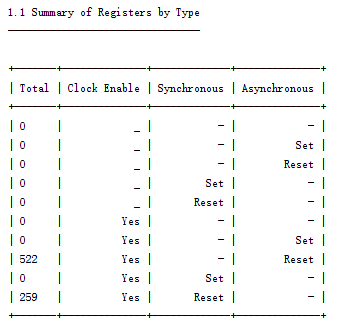 1.1 Summary of Registers by Type
--------------------------------
+-------+--------------+-------------+--------------+
| Total | Clock Enable | Synchronous | Asynchronous |
+-------+--------------+-------------+--------------+
| 0     |            _ |           - |            - |
| 0     |            _ |           - |          Set |
| 0     |            _ |           - |        Reset |
| 0     |            _ |         Set |            - |
| 0     |            _ |       Reset |            - |
| 0     |          Yes |           - |            - |
| 0     |          Yes |           - |          Set |
| 522   |          Yes |           - |        Reset |
| 0     |          Yes |         Set |            - |
| 259   |          Yes |       Reset |            - |
+-------+--------------+-------------+--------------+